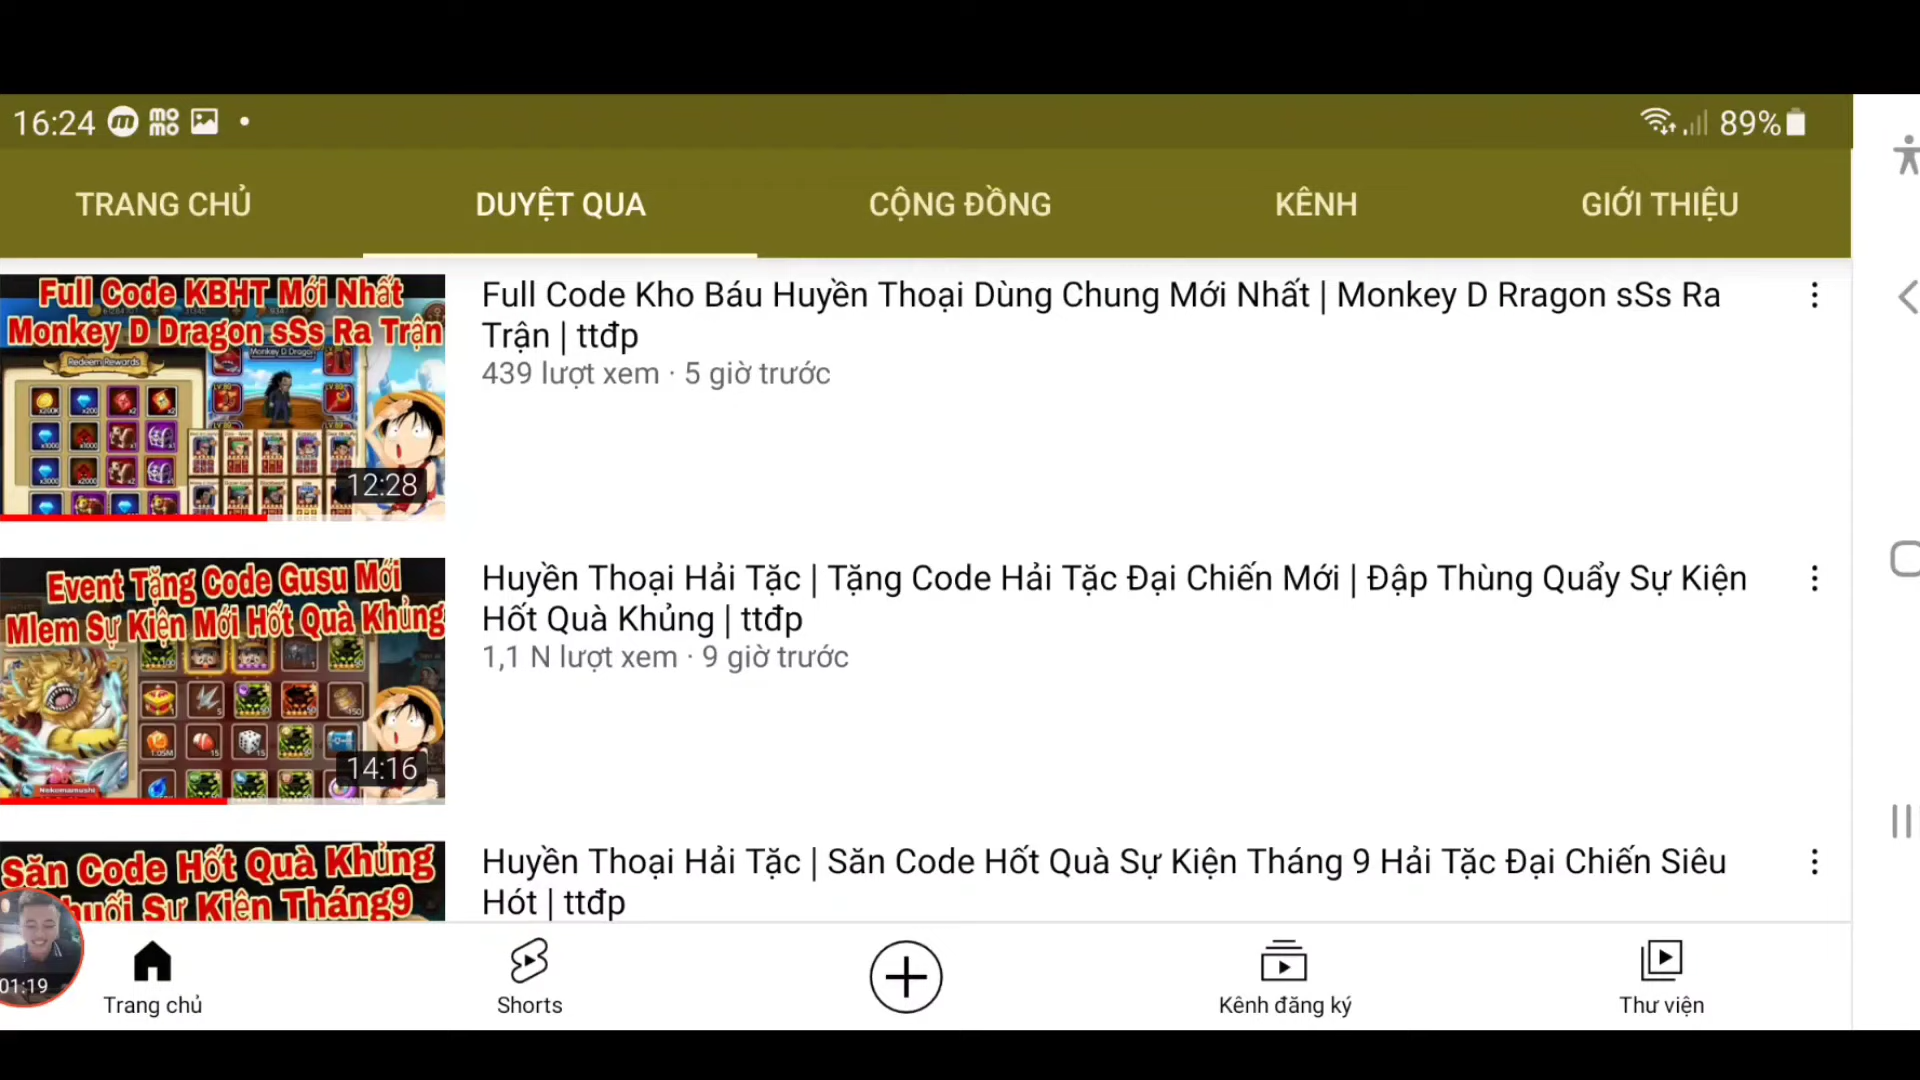 16:24
89%
TRANG CHỦ
DUYỆT QUA
CỘNG ĐỒNG
KÊNH
GIỚI THIỆU
Full Code KBHT Mới Nhất
Monkey D Dragon sSs Ra Trận
Redeem Rewards
Monkey D Dragon
12:28
Full Code Kho Báu Huyền Thoại Dùng Chung Mới Nhất | Monkey D Rragon sSs Ra
Trận | ttđp
439 lượt xem · 5 giờ trước
Event Tặng Code Gusu Mới
Mlem Sự Kiện Mới Hốt Quà Khủng
Nekomamushi
14:16
Huyền Thoại Hải Tặc | Tặng Code Hải Tặc Đại Chiến Mới | Đập Thùng Quẩy Sự Kiện
Hốt Quà Khủng | ttđp
1,1 N lượt xem · 9 giờ trước
Săn Code Hốt Quà Khủng
huỗi Sự Kiện Tháng9
Huyền Thoại Hải Tặc | Săn Code Hốt Quà Sự Kiện Tháng 9 Hải Tặc Đại Chiến Siêu
Hót | ttđp
01:19
Trang chủ
Shorts
Kênh đăng ký
Thư viện